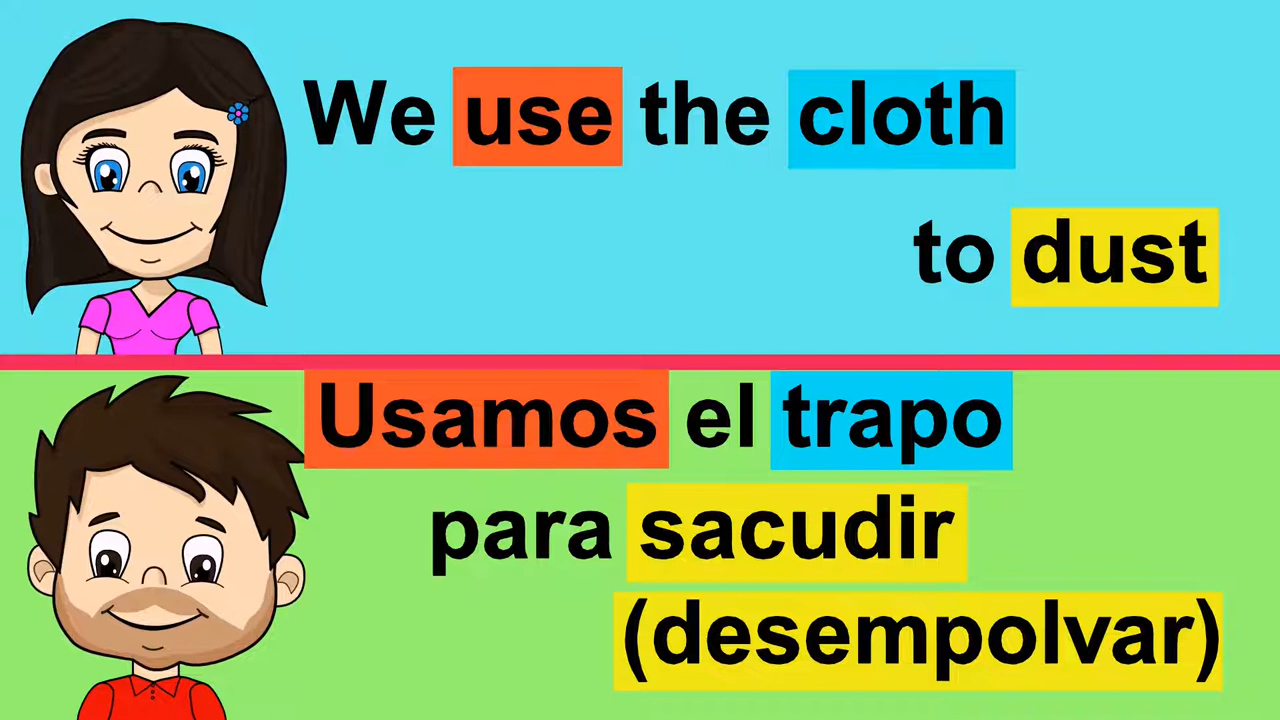 We use the cloth
to dust
Usamos el trapo
para sacudir
(desempolvar)